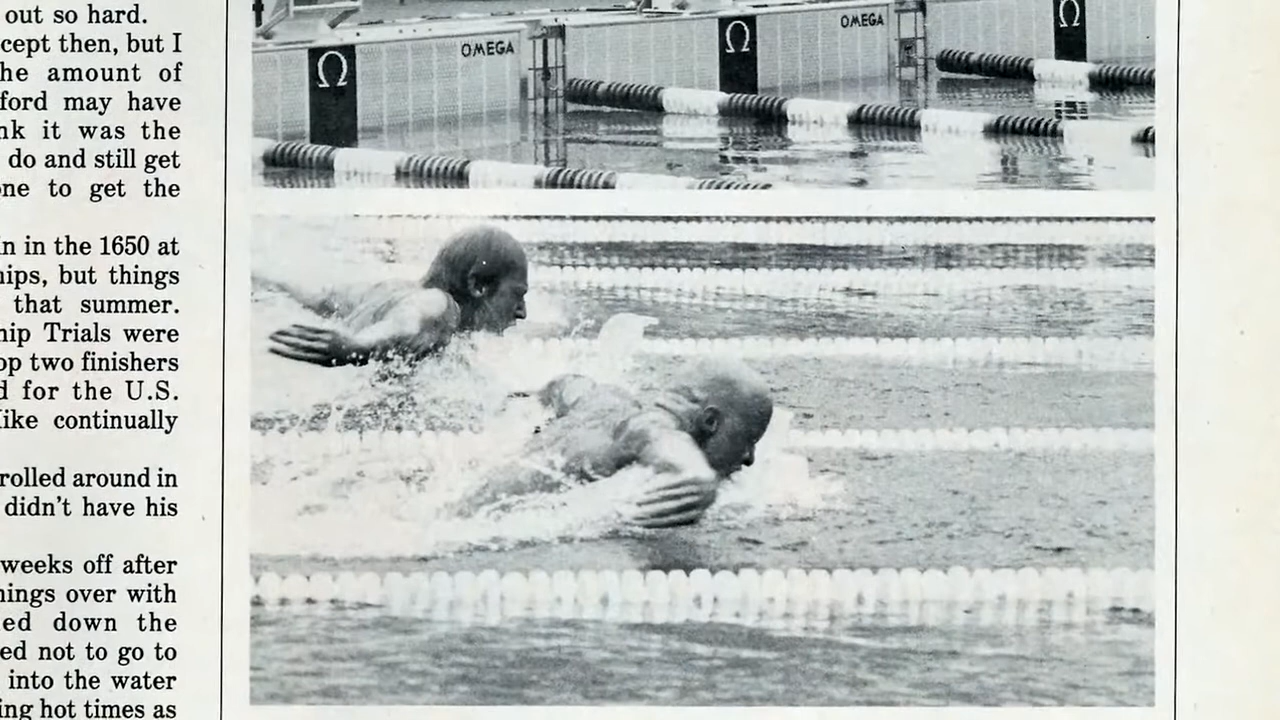 out so hard.
cept then, but I
he amount of
ford may have
nk it was the
do and still get
one to get the
n in the 1650 at
hips, but things
that summer.
hip Trials were
op two finishers
d for the U.S.
ike continually
rolled around in
didn't have his
weeks off after
hings over with
ed down the
ed not to go to
into the water
ing hot times as
Ω OMEGA
Ω OMEGA
Ω